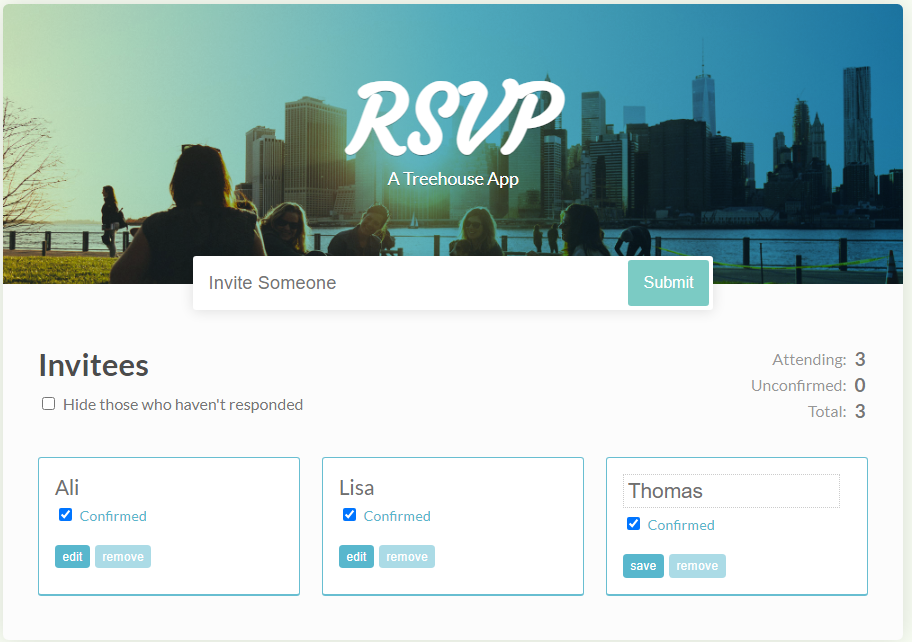 RSVP
A Treehouse App
Invite Someone
Submit
Invitees
Hide those who haven't responded
Attending: 3
Unconfirmed: 0
Total: 3
Ali
Confirmed
edit remove
Lisa
Confirmed
edit remove
Thomas
Confirmed
save remove